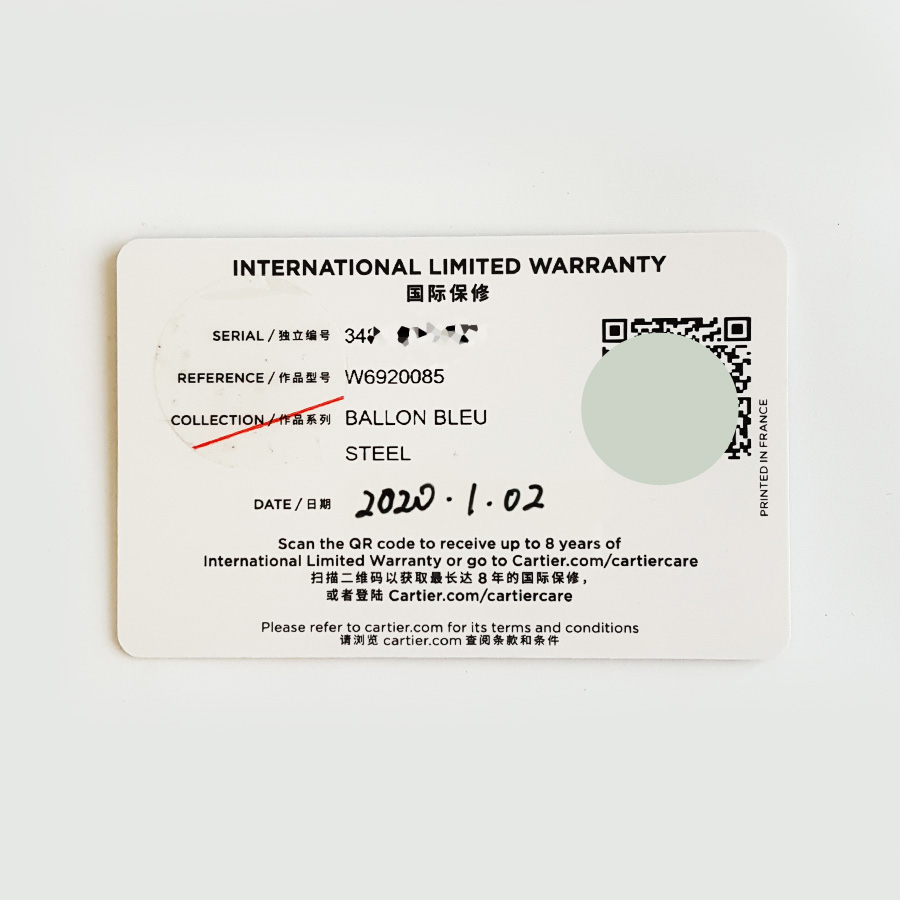 INTERNATIONAL LIMITED WARRANTY
国际保修
SERIAL / 独立编号
REFERENCE / 作品型号 W6920085
COLLECTION / 作品系列 BALLON BLEU
STEEL
DATE / 日期 2020 · 1 · 02
Scan the QR code to receive up to 8 years of
International Limited Warranty or go to Cartier.com/cartiercare
扫描二维码以获取最长达 8 年的国际保修，
或者登陆 Cartier.com/cartiercare
Please refer to cartier.com for its terms and conditions
请浏览 cartier.com 查阅条款和条件
PRINTED IN FRANCE